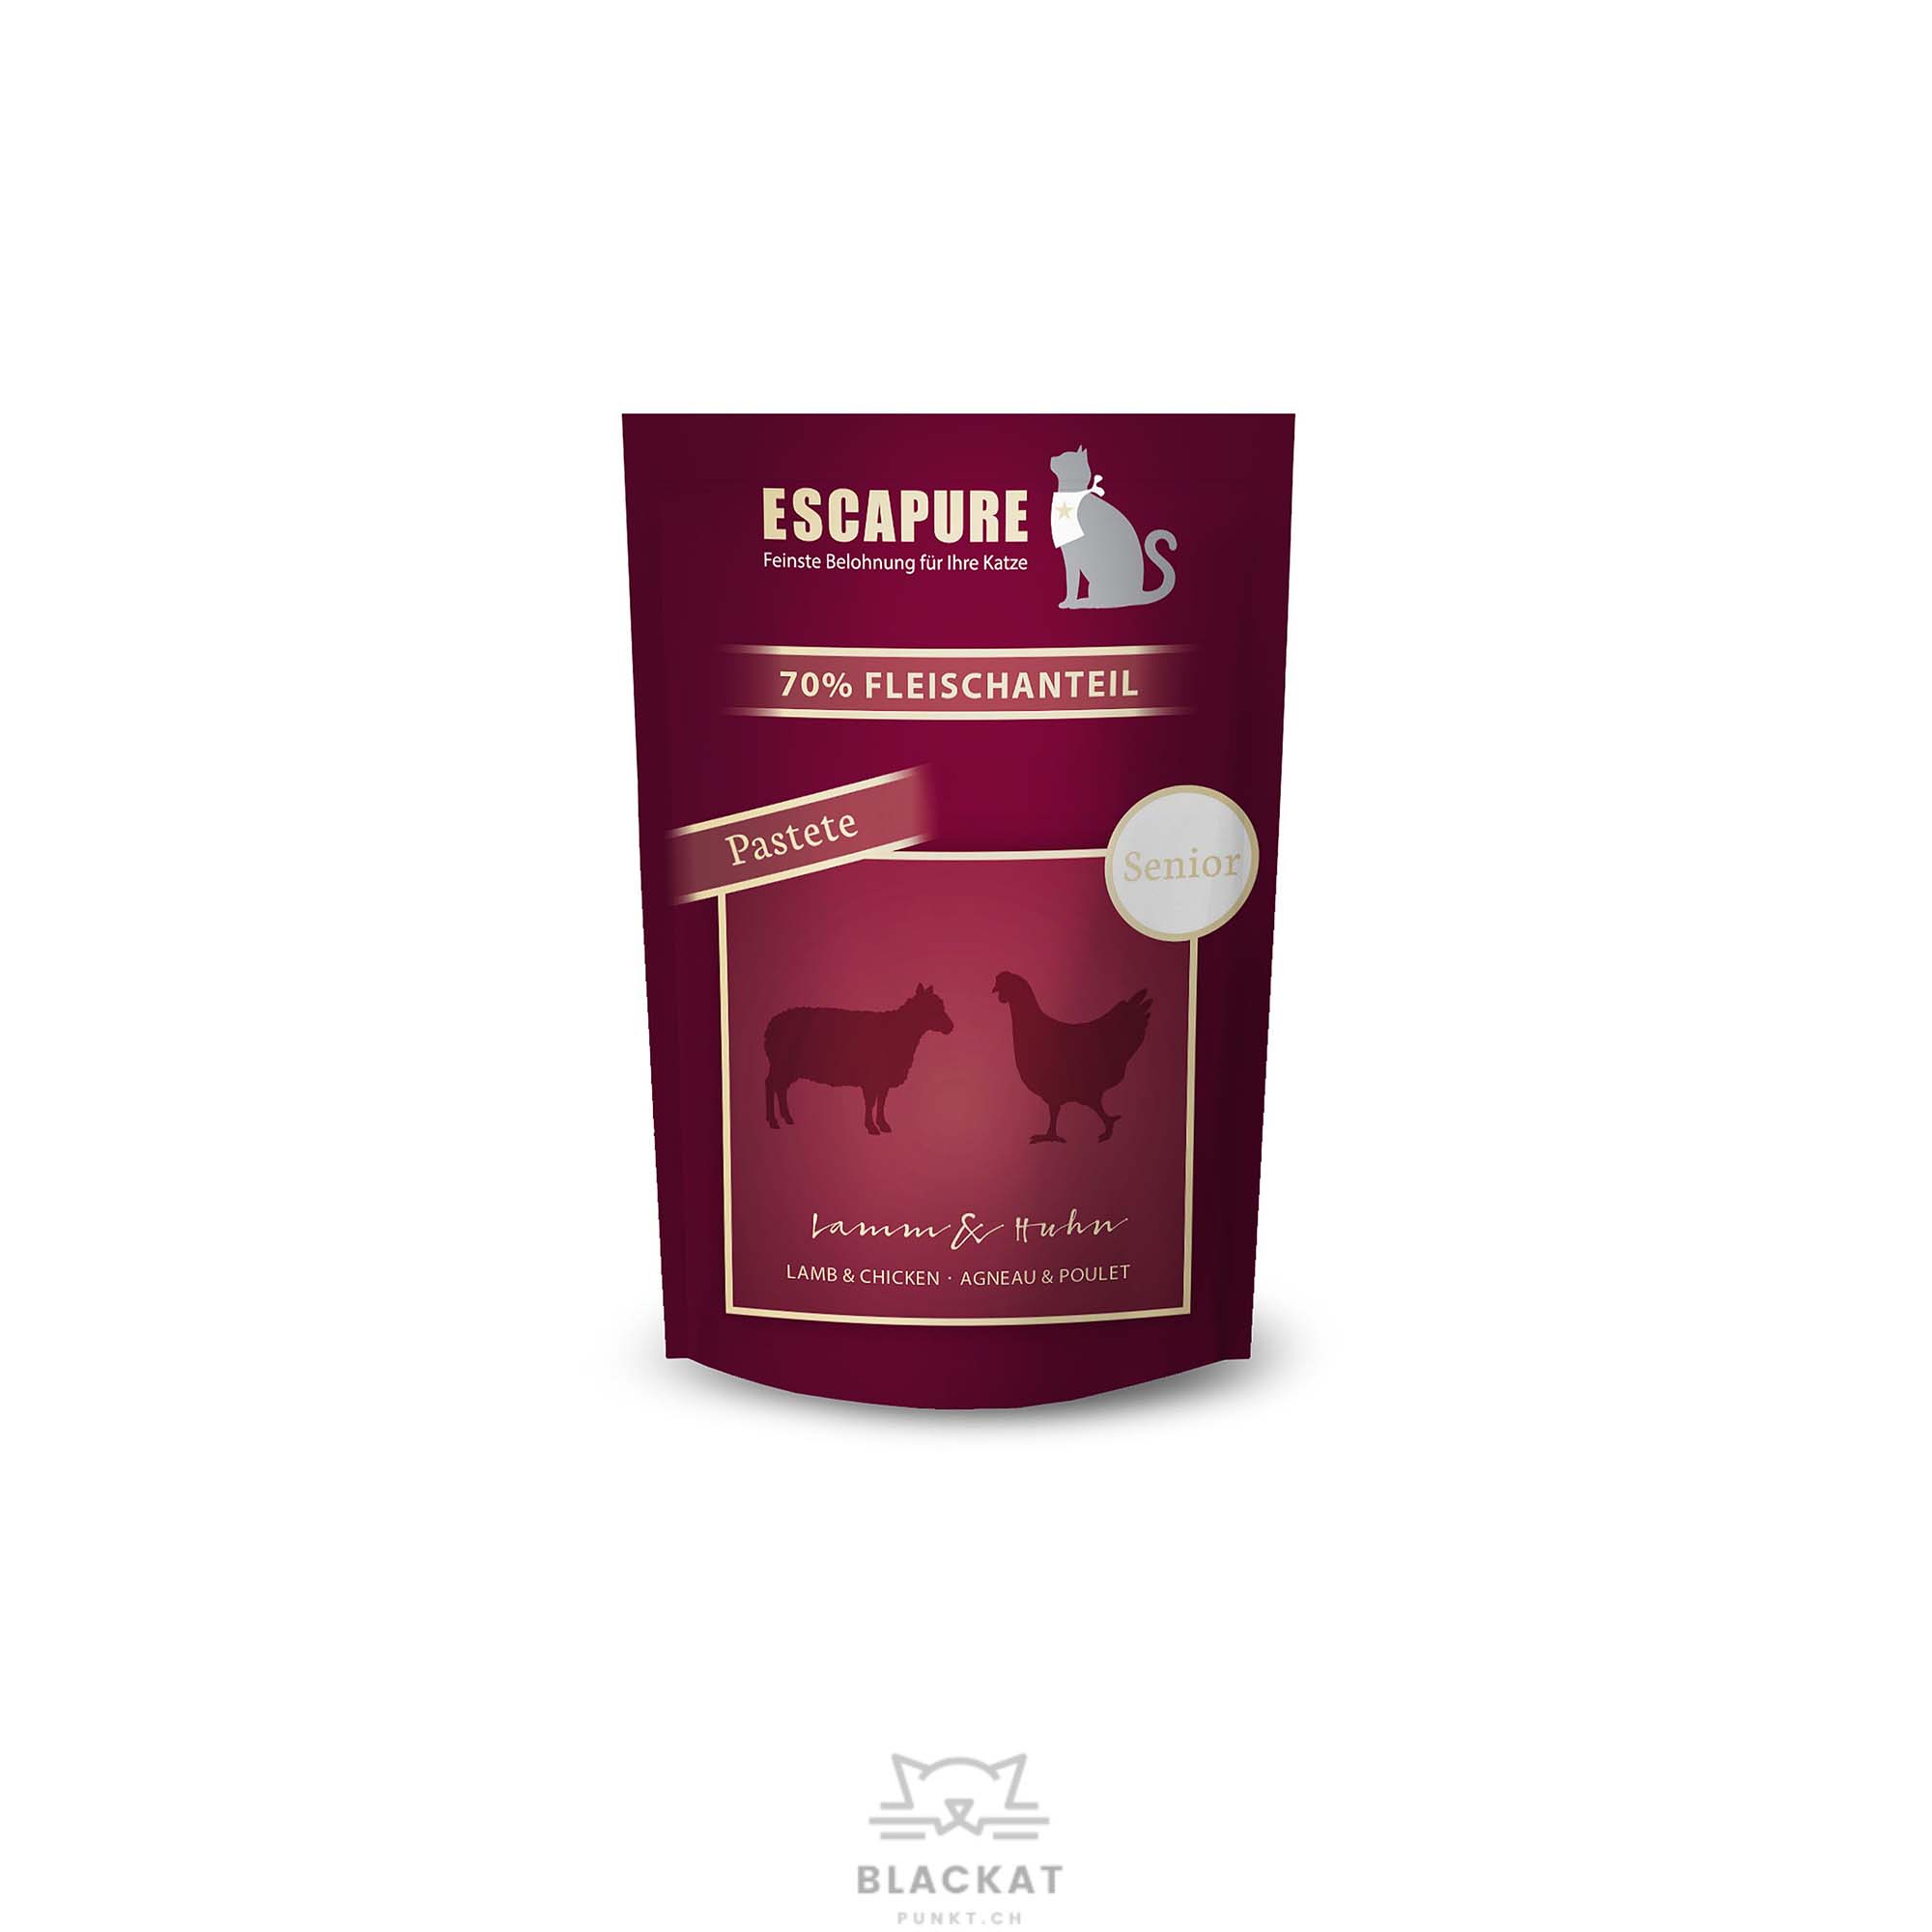 ESCAPURE
Feinste Belohnung für Ihre Katze
70% FLEISCHANTEIL
Pastete
Senior
Lamm & Huhn
LAMB & CHICKEN · AGNEAU & POULET
BLACKAT
PUNKT.CH